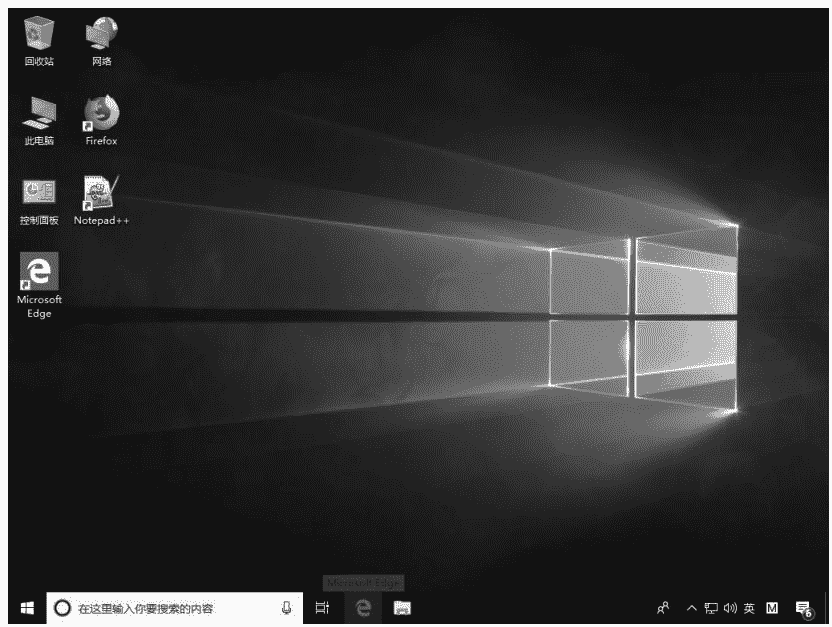 回收站
网络
此电脑
Firefox
控制面板
Notepad++
Microsoft
Edge
Microsoft Edge
在这里输入你要搜索的内容
英
M
6